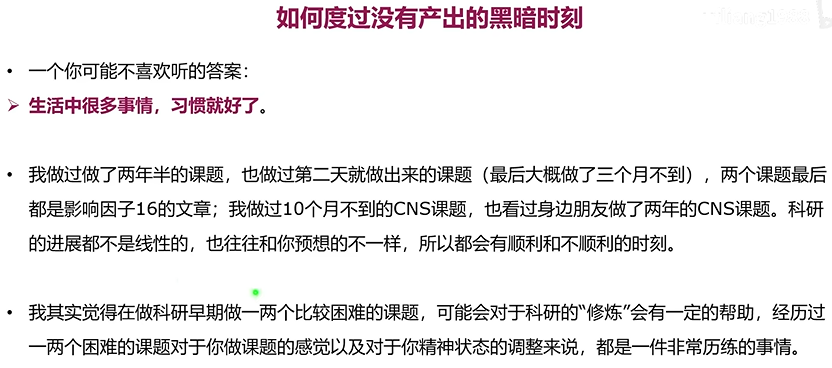 如何度过没有产出的黑暗时刻
• 一个你可能不喜欢听的答案：
➢ 生活中很多事情，习惯就好了。
• 我做过做了两年半的课题，也做过第二天就做出来的课题（最后大概做了三个月不到），两个课题最后
都是影响因子16的文章；我做过10个月不到的CNS课题，也看过身边朋友做了两年的CNS课题。科研
的进展都不是线性的，也往往和你预想的不一样，所以都会有顺利和不顺利的时刻。
• 我其实觉得在做科研早期做一两个比较困难的课题，可能会对于科研的“修炼”会有一定的帮助，经历过
一两个困难的课题对于你做课题的感觉以及对于你精神状态的调整来说，都是一件非常历练的事情。